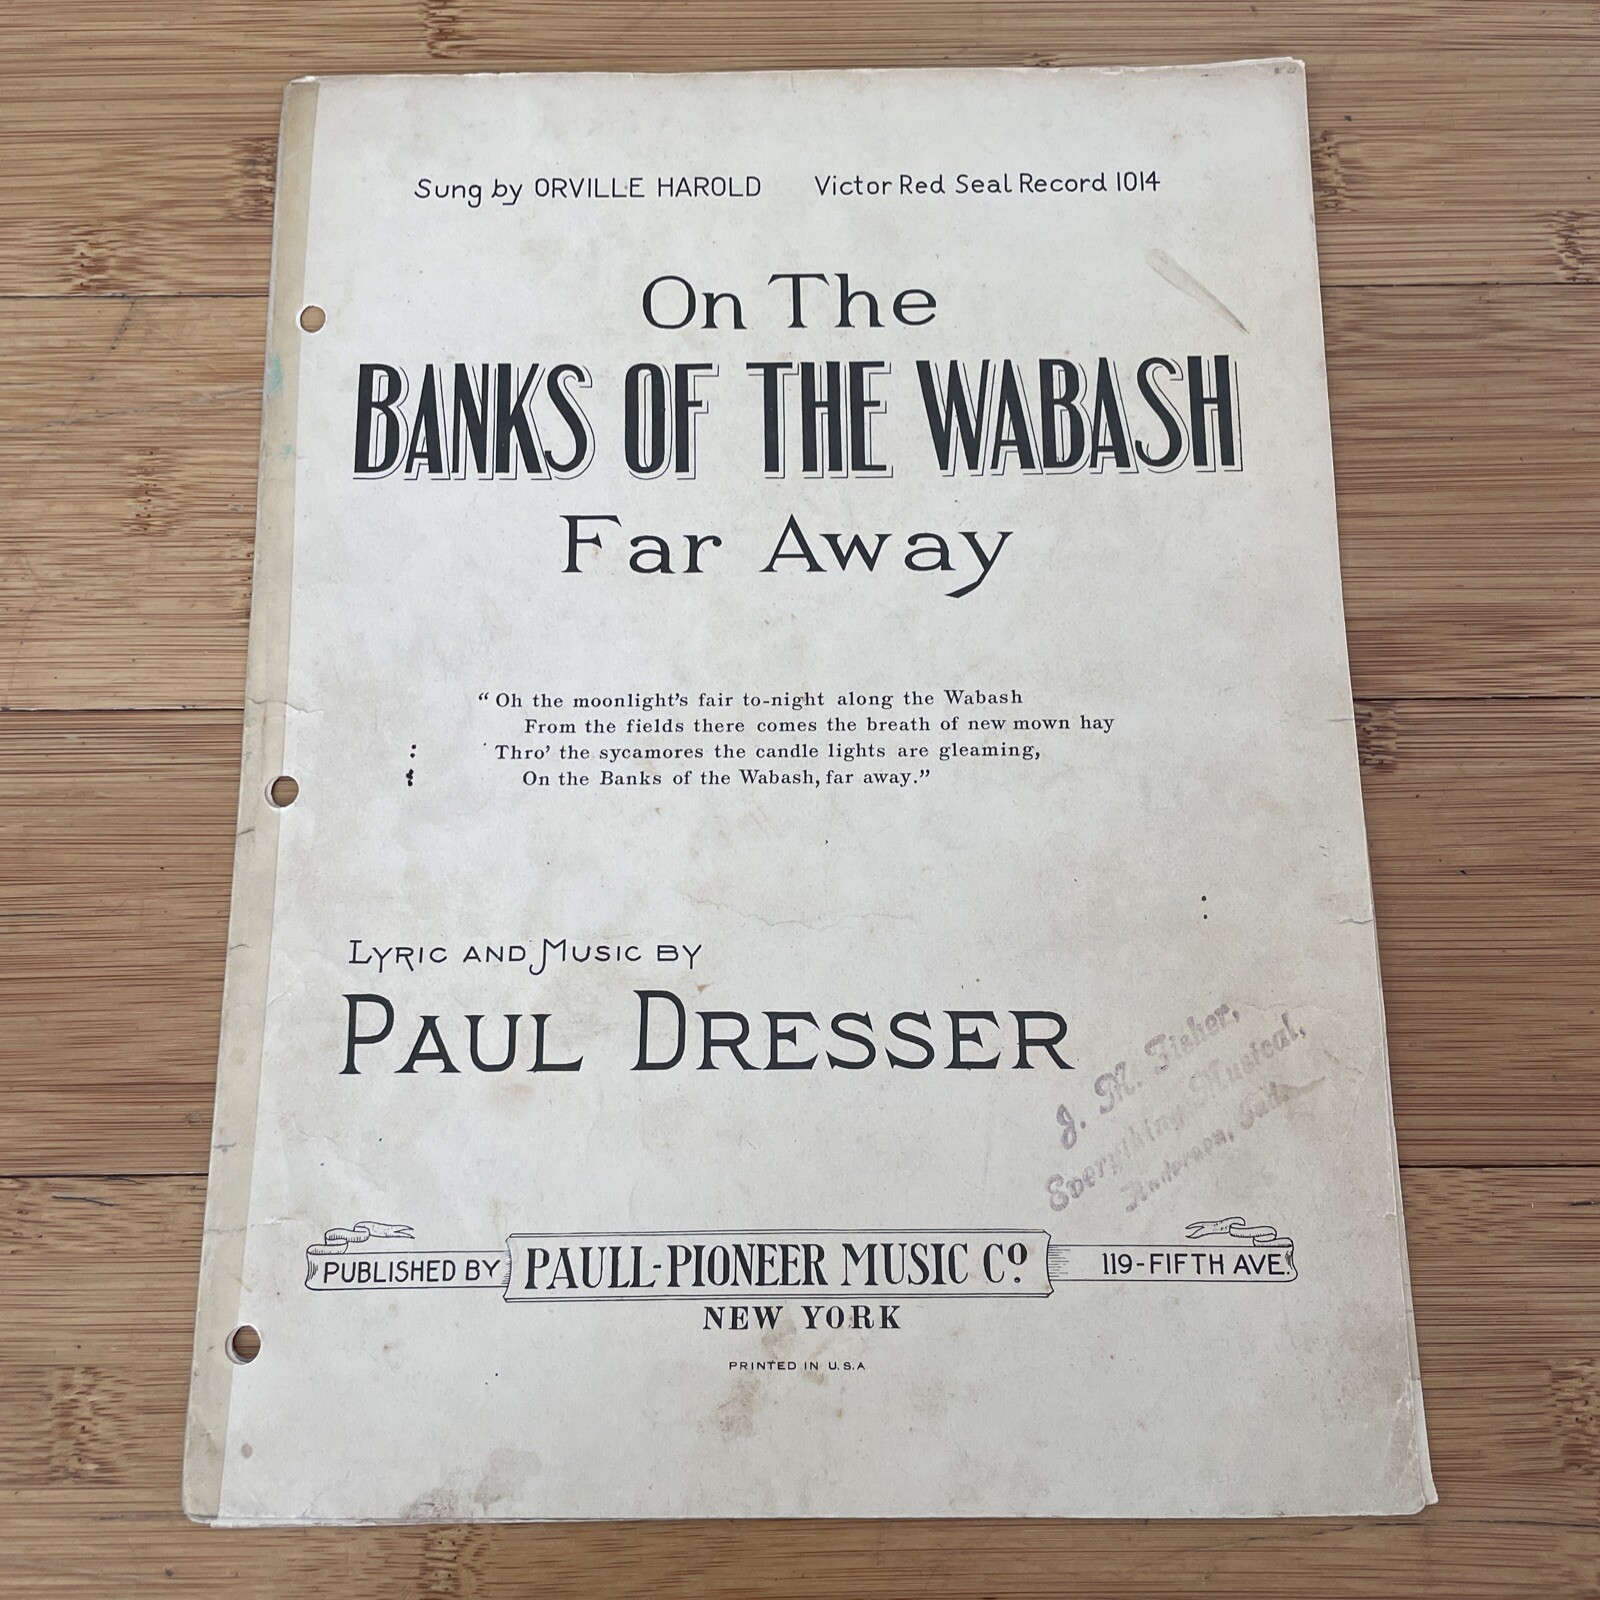 Sung by ORVILLE HAROLD Victor Red Seal Record 1014
On The
BANKS OF THE WABASH
Far Away
“Oh the moonlight's fair to-night along the Wabash
From the fields there comes the breath of new mown hay
Thro' the sycamores the candle lights are gleaming,
On the Banks of the Wabash, far away.”
LYRIC AND MUSIC BY
PAUL DRESSER
J. M. Fisher,
Everything Musical,
Anderson, Ind.
PUBLISHED BY PAULL-PIONEER MUSIC Co. 119-FIFTH AVE.
NEW YORK
PRINTED IN U.S.A